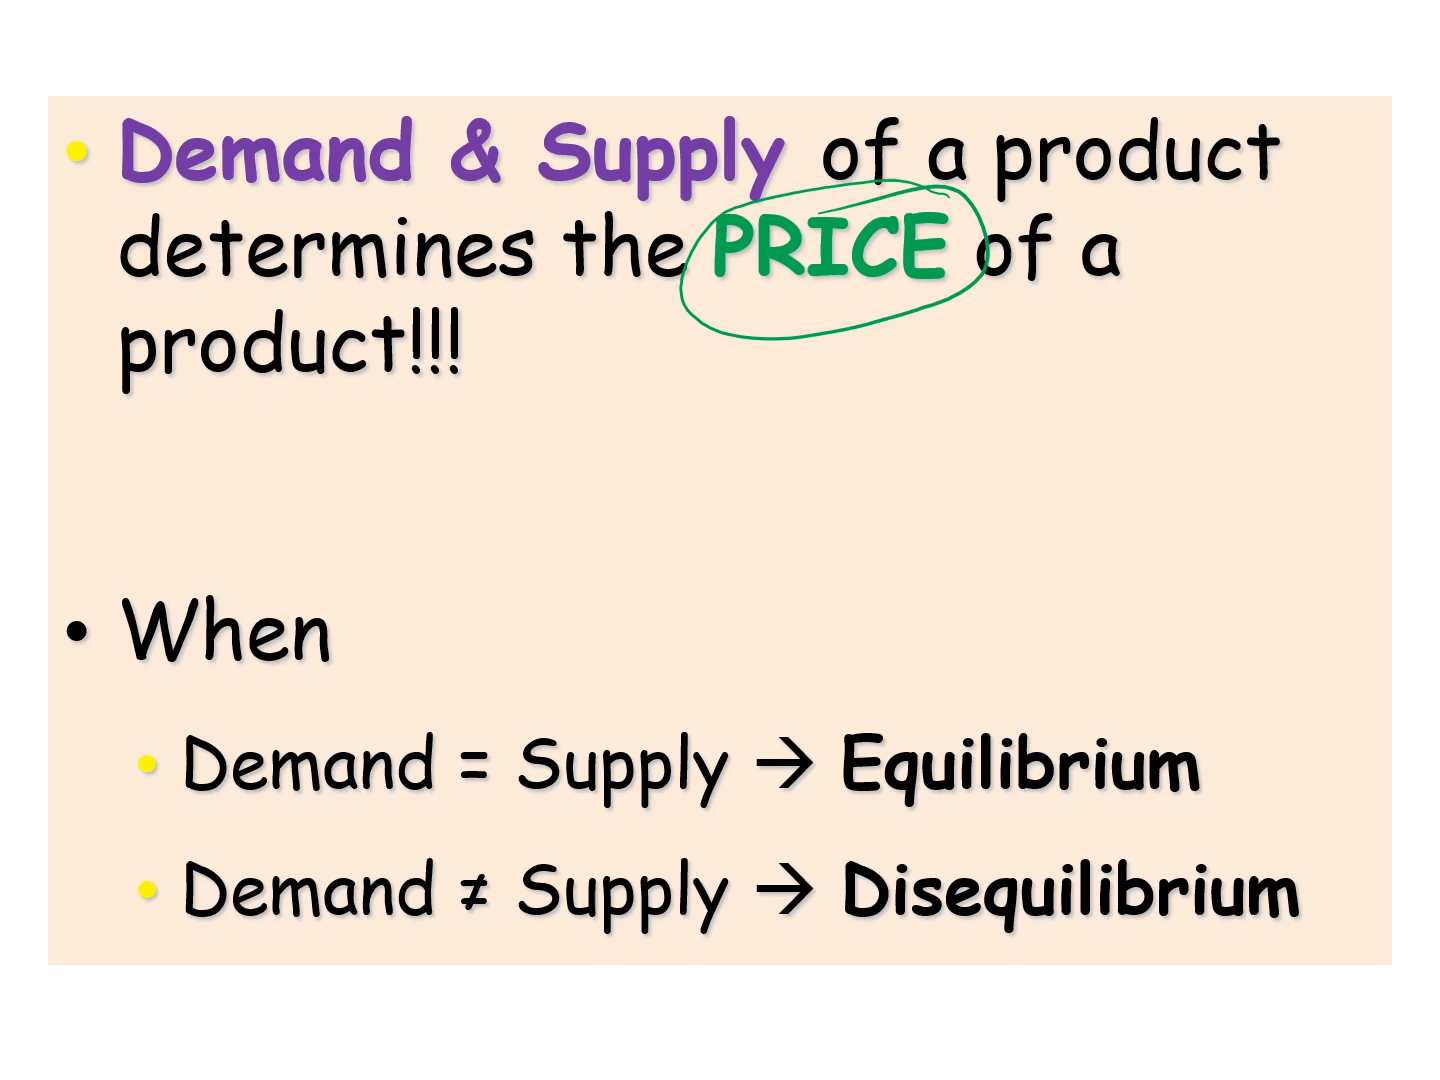 • Demand & Supply of a product
determines the PRICE of a
product!!!
• When
• Demand = Supply → Equilibrium
• Demand ≠ Supply → Disequilibrium